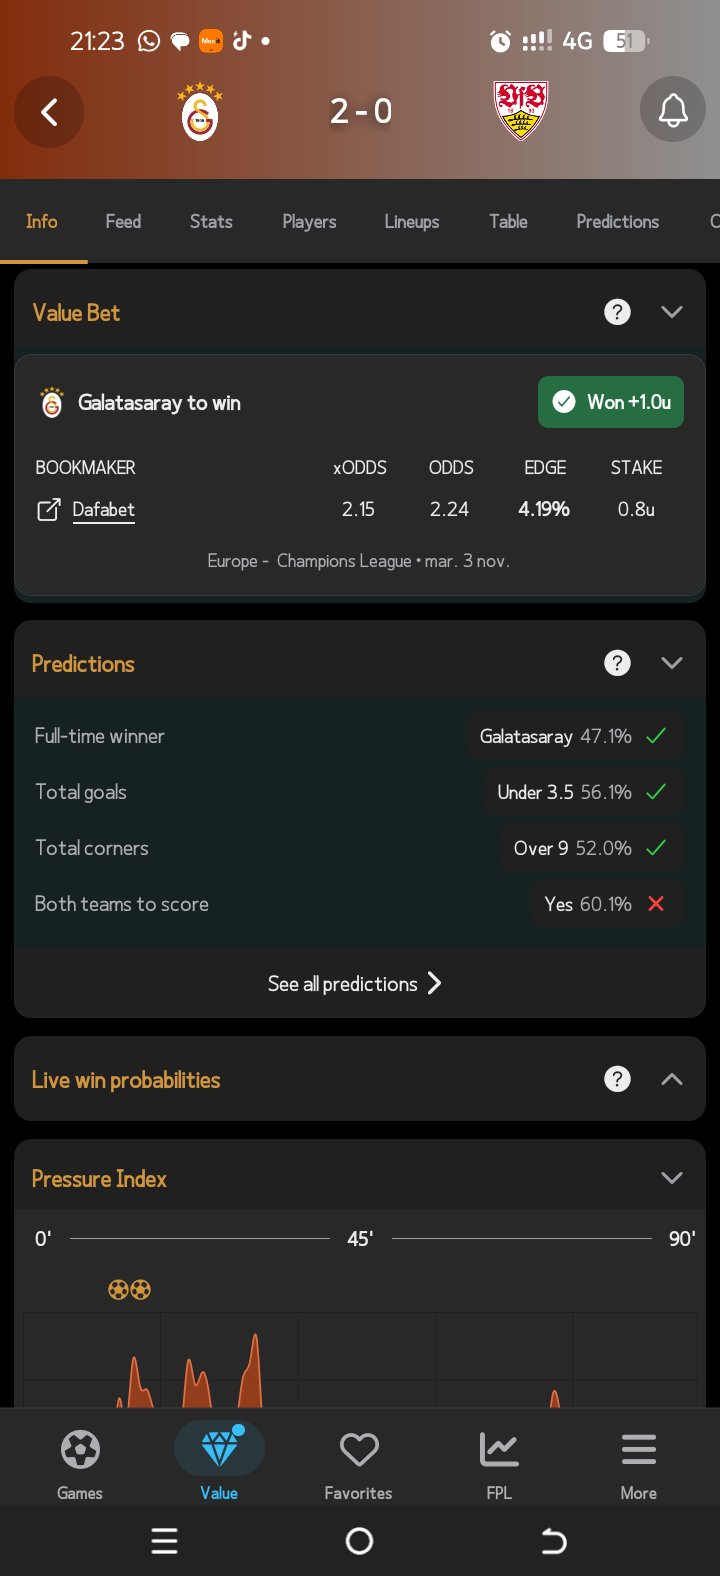 21:23 4G 51
2 - 0
Info Feed Stats Players Lineups Table Predictions
Value Bet ?
Galatasaray to win Won +1.0u
BOOKMAKER xODDS ODDS EDGE STAKE
Dafabet 2.15 2.24 4.19% 0.8u
Europe - Champions League • mar. 3 nov.
Predictions ?
Full-time winner Galatasaray 47.1%
Total goals Under 3.5 56.1%
Total corners Over 9 52.0%
Both teams to score Yes 60.1%
See all predictions
Live win probabilities ?
Pressure Index
0' 45' 90'
Games Value Favorites FPL More